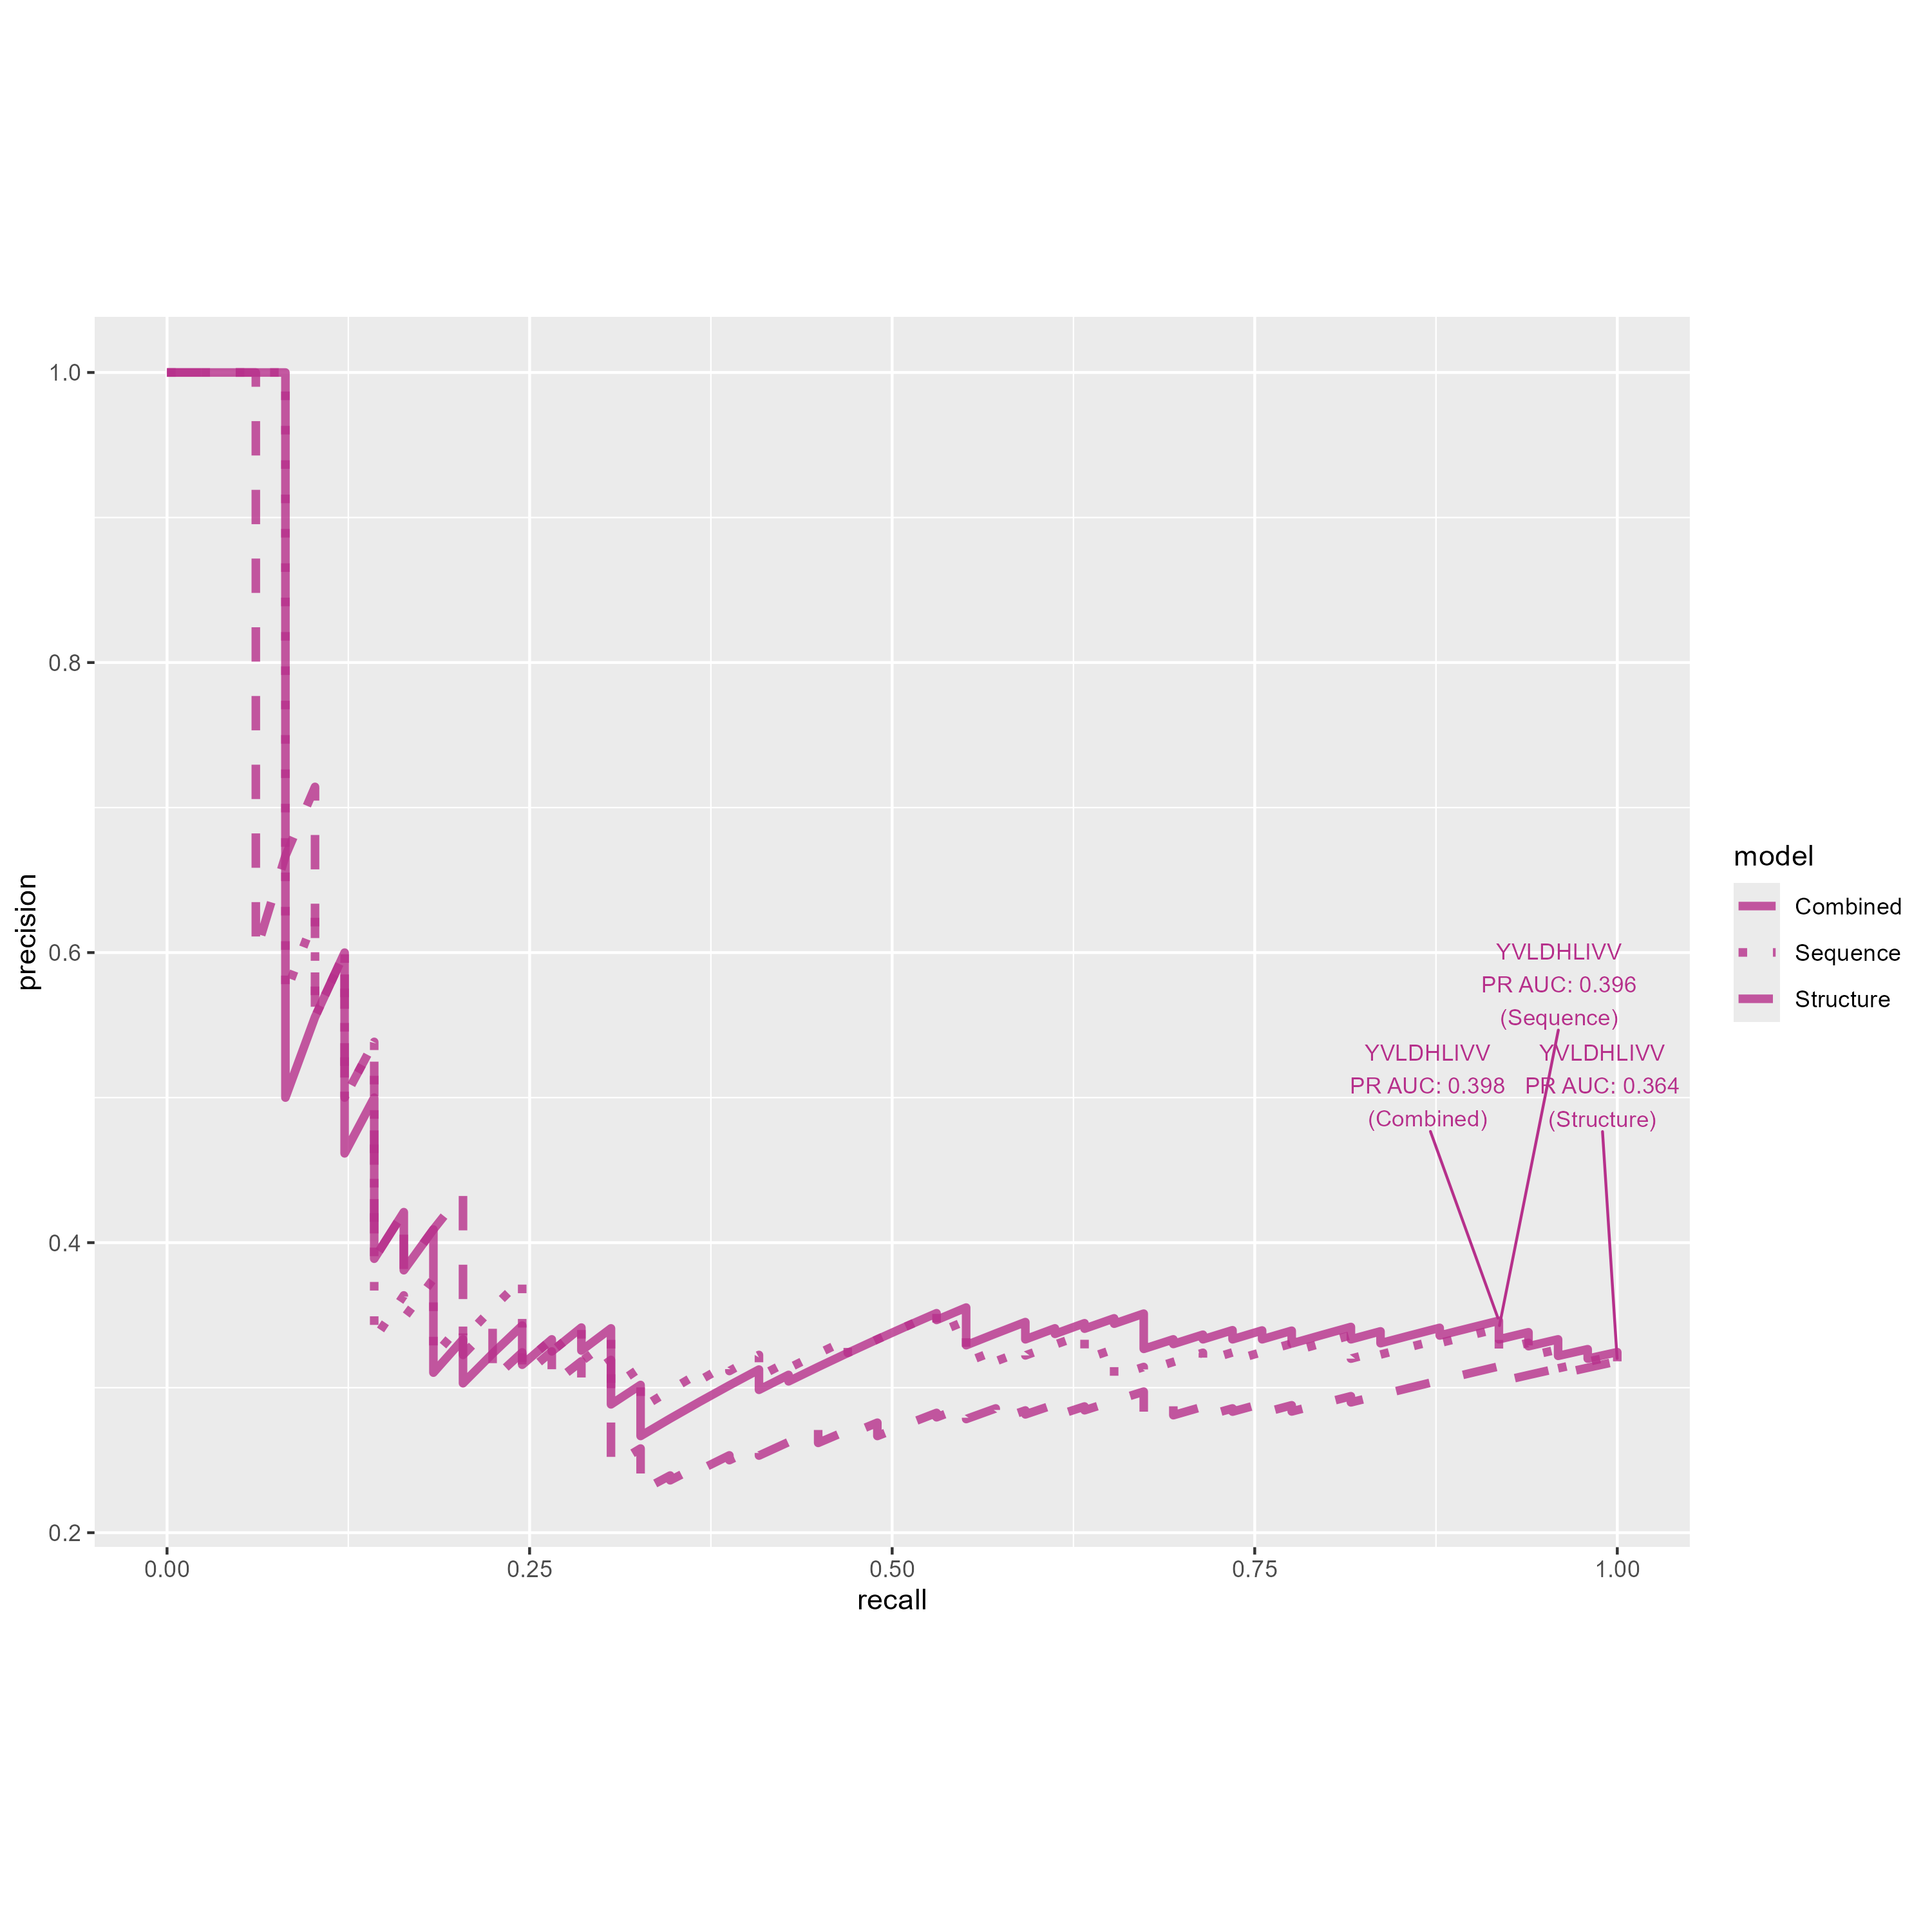 1.0
0.8
0.6
0.4
0.2
precision
0.00
0.25
0.50
0.75
1.00
recall
YVLDHLIVV
PR AUC: 0.396
(Sequence)
YVLDHLIVV
PR AUC: 0.398
(Combined)
YVLDHLIVV
PR AUC: 0.364
(Structure)
model
Combined
Sequence
Structure